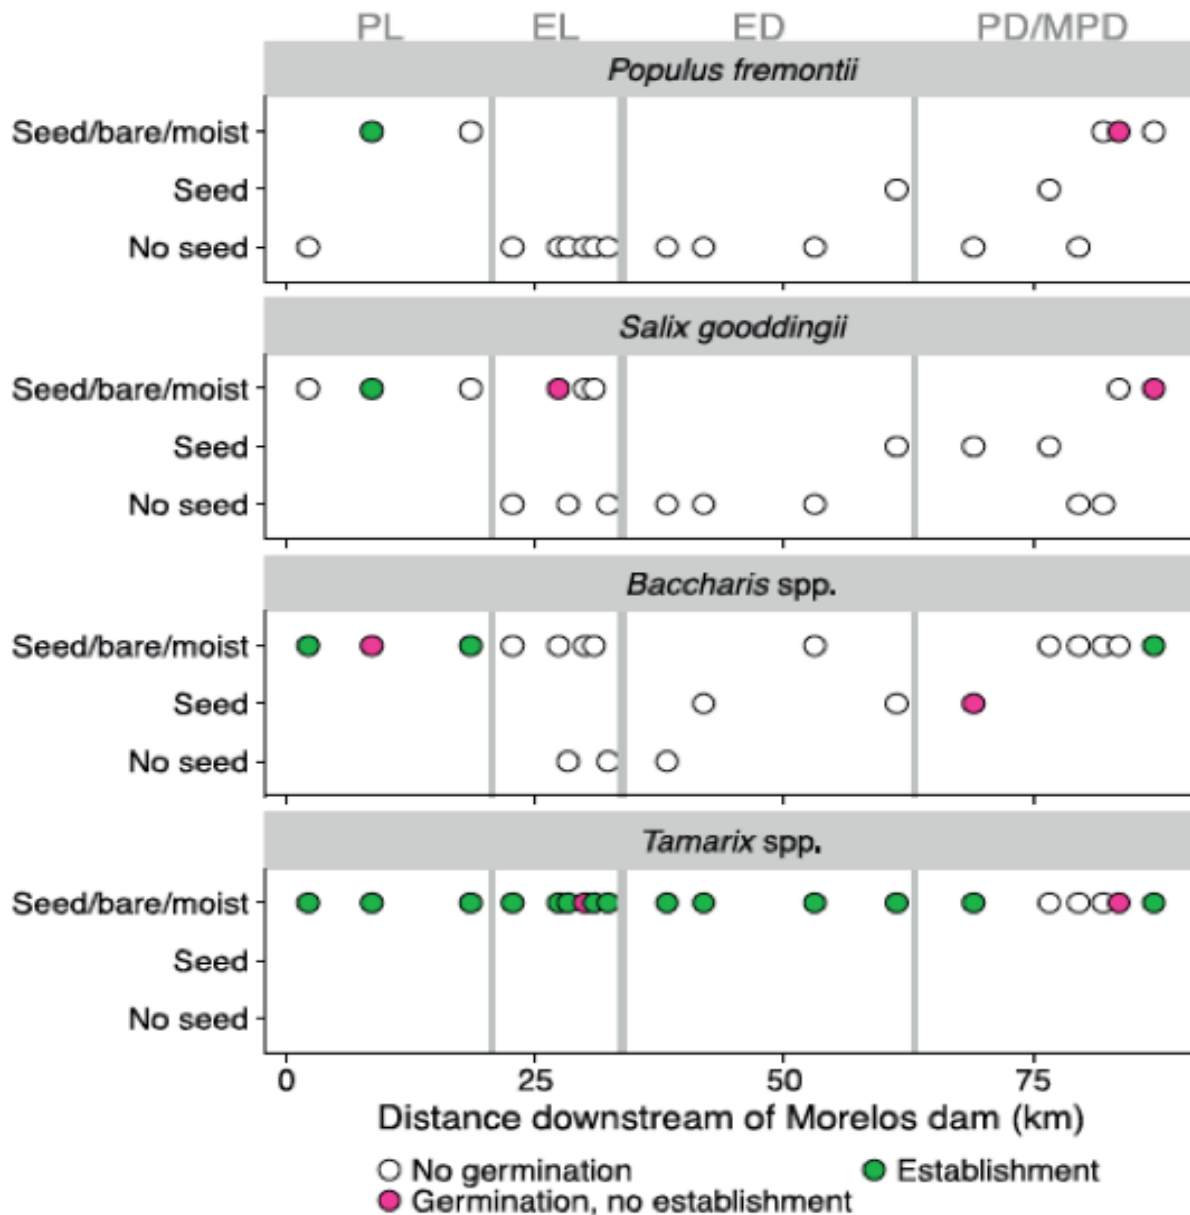 PL EL ED PD/MPD
Populus fremontii
Seed/bare/moist
Seed
No seed
Salix gooddingii
Seed/bare/moist
Seed
No seed
Baccharis spp.
Seed/bare/moist
Seed
No seed
Tamarix spp.
Seed/bare/moist
Seed
No seed
0 25 50 75
Distance downstream of Morelos dam (km)
No germination Establishment
Germination, no establishment